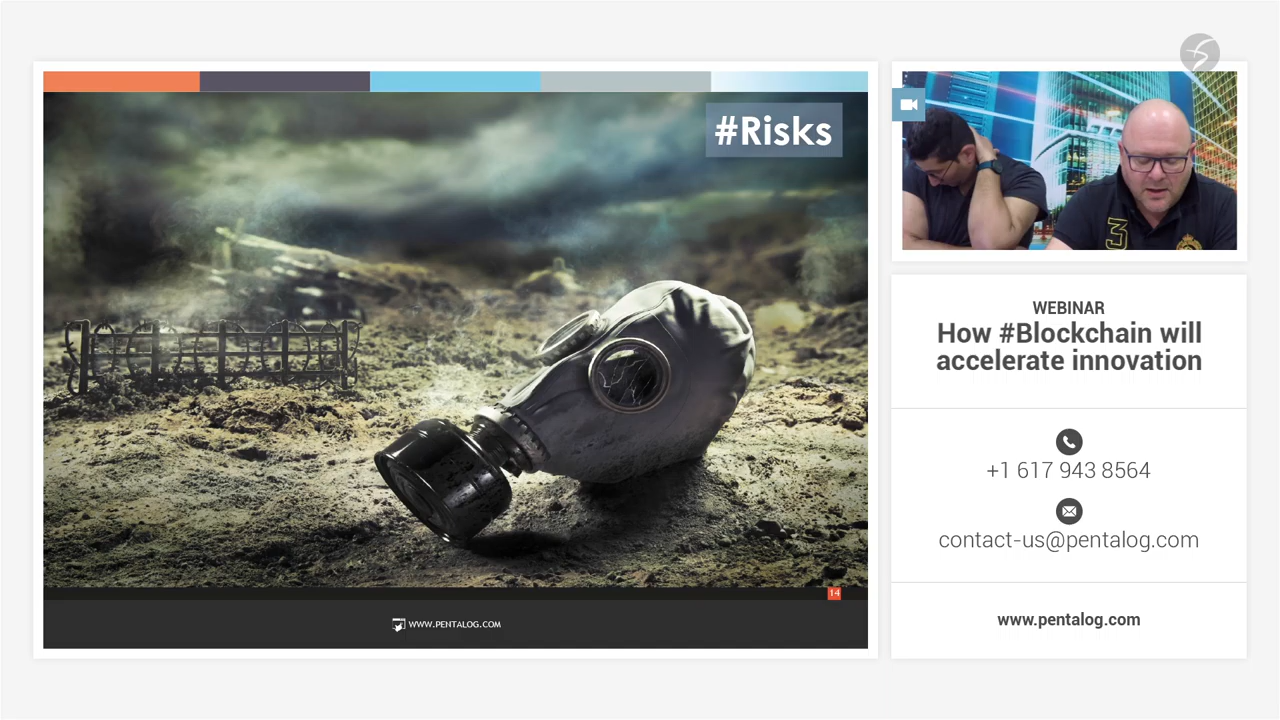 #Risks
14
WWW.PENTALOG.COM
3
WEBINAR
How #Blockchain will
accelerate innovation
+1 617 943 8564
contact-us@pentalog.com
www.pentalog.com